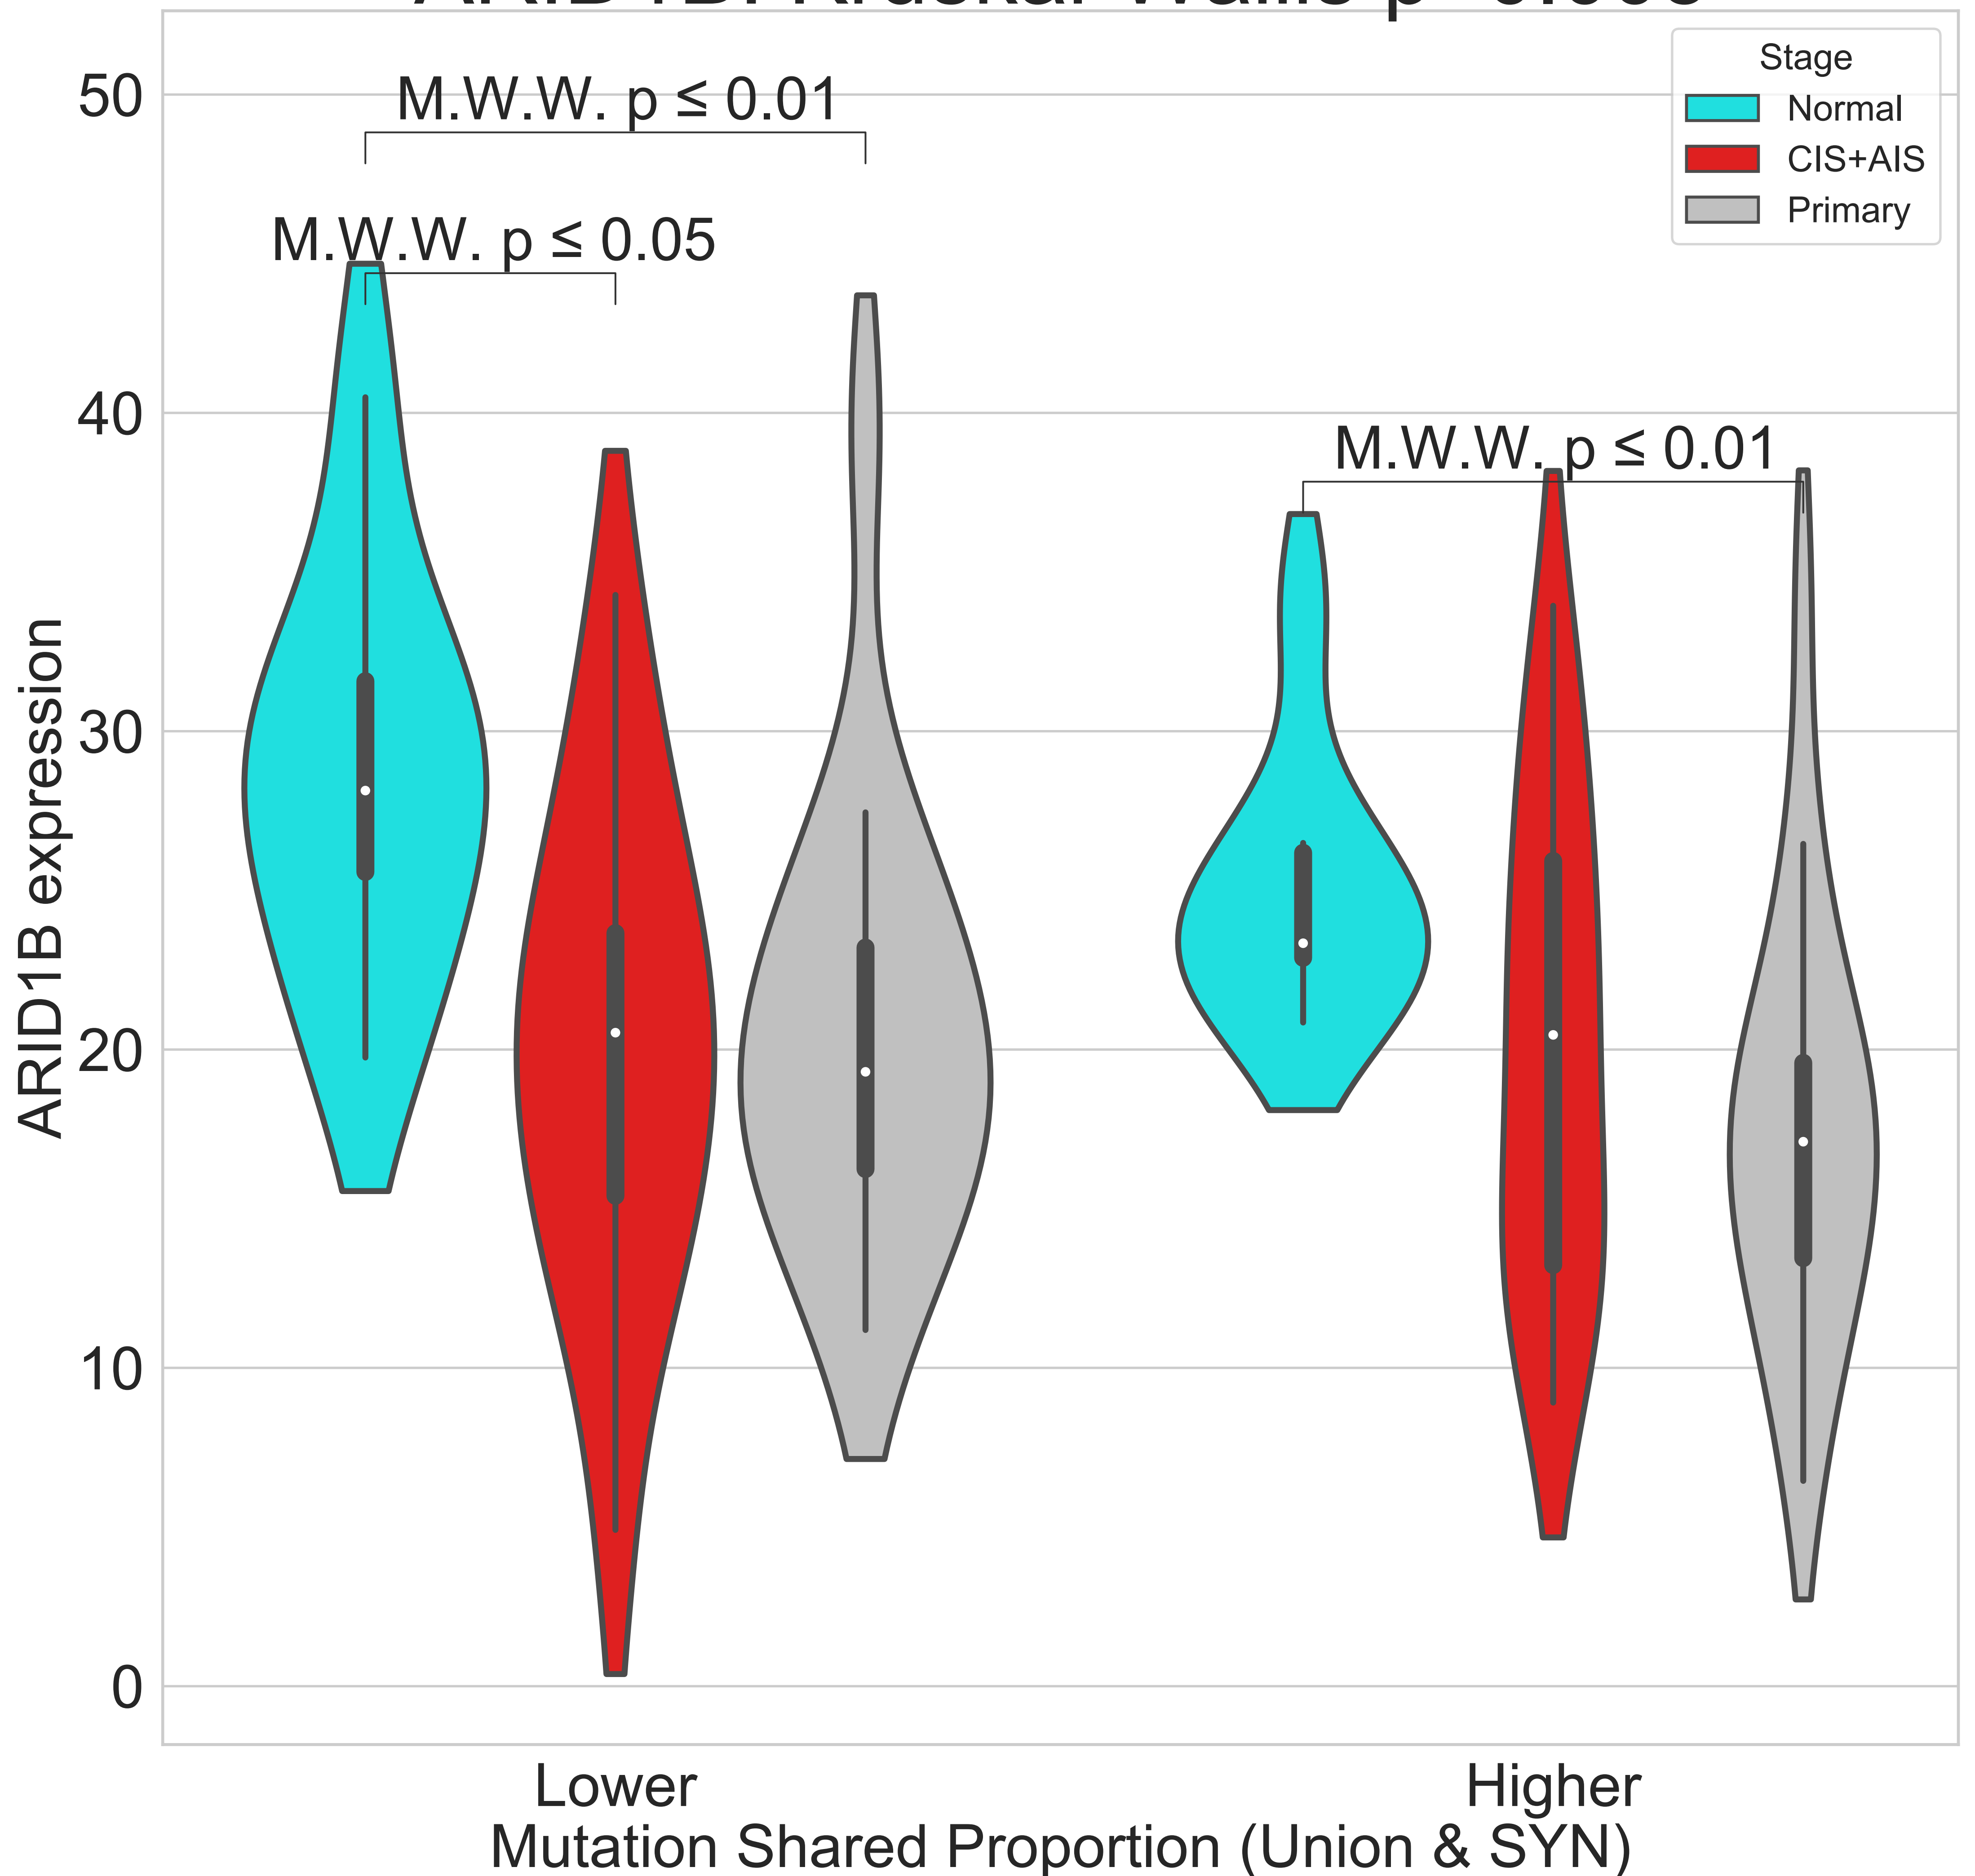 50
40
30
20
10
0
ARID1B expression
M.W.W. p ≤ 0.01
M.W.W. p ≤ 0.05
M.W.W. p ≤ 0.01
Stage
Normal
CIS+AIS
Primary
Lower
Higher
Mutation Shared Proportion (Union & SYN)